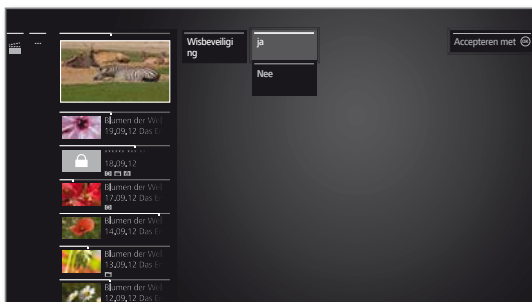 ...
Wisbeveiligi
ng
ja
Nee
Accepteren met OK
Blumen der Wel
19.09.12 Das E
...... ... ..
18.09.12
Blumen der Wel
17.09.12 Das E
Blumen der Wel
14.09.12 Das E
Blumen der Wel
13.09.12 Das E
Blumen der Wel
12.09.12 Das E